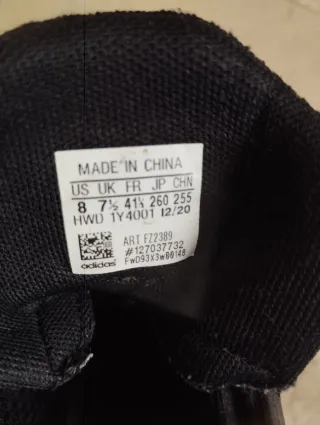 MADE IN CHINA
US UK FR JP CHN
8 7½ 41⅓ 260 255
HWD 1Y4001 12/20
ART FZ2389
#127037732
adidas FWD93X3W00148